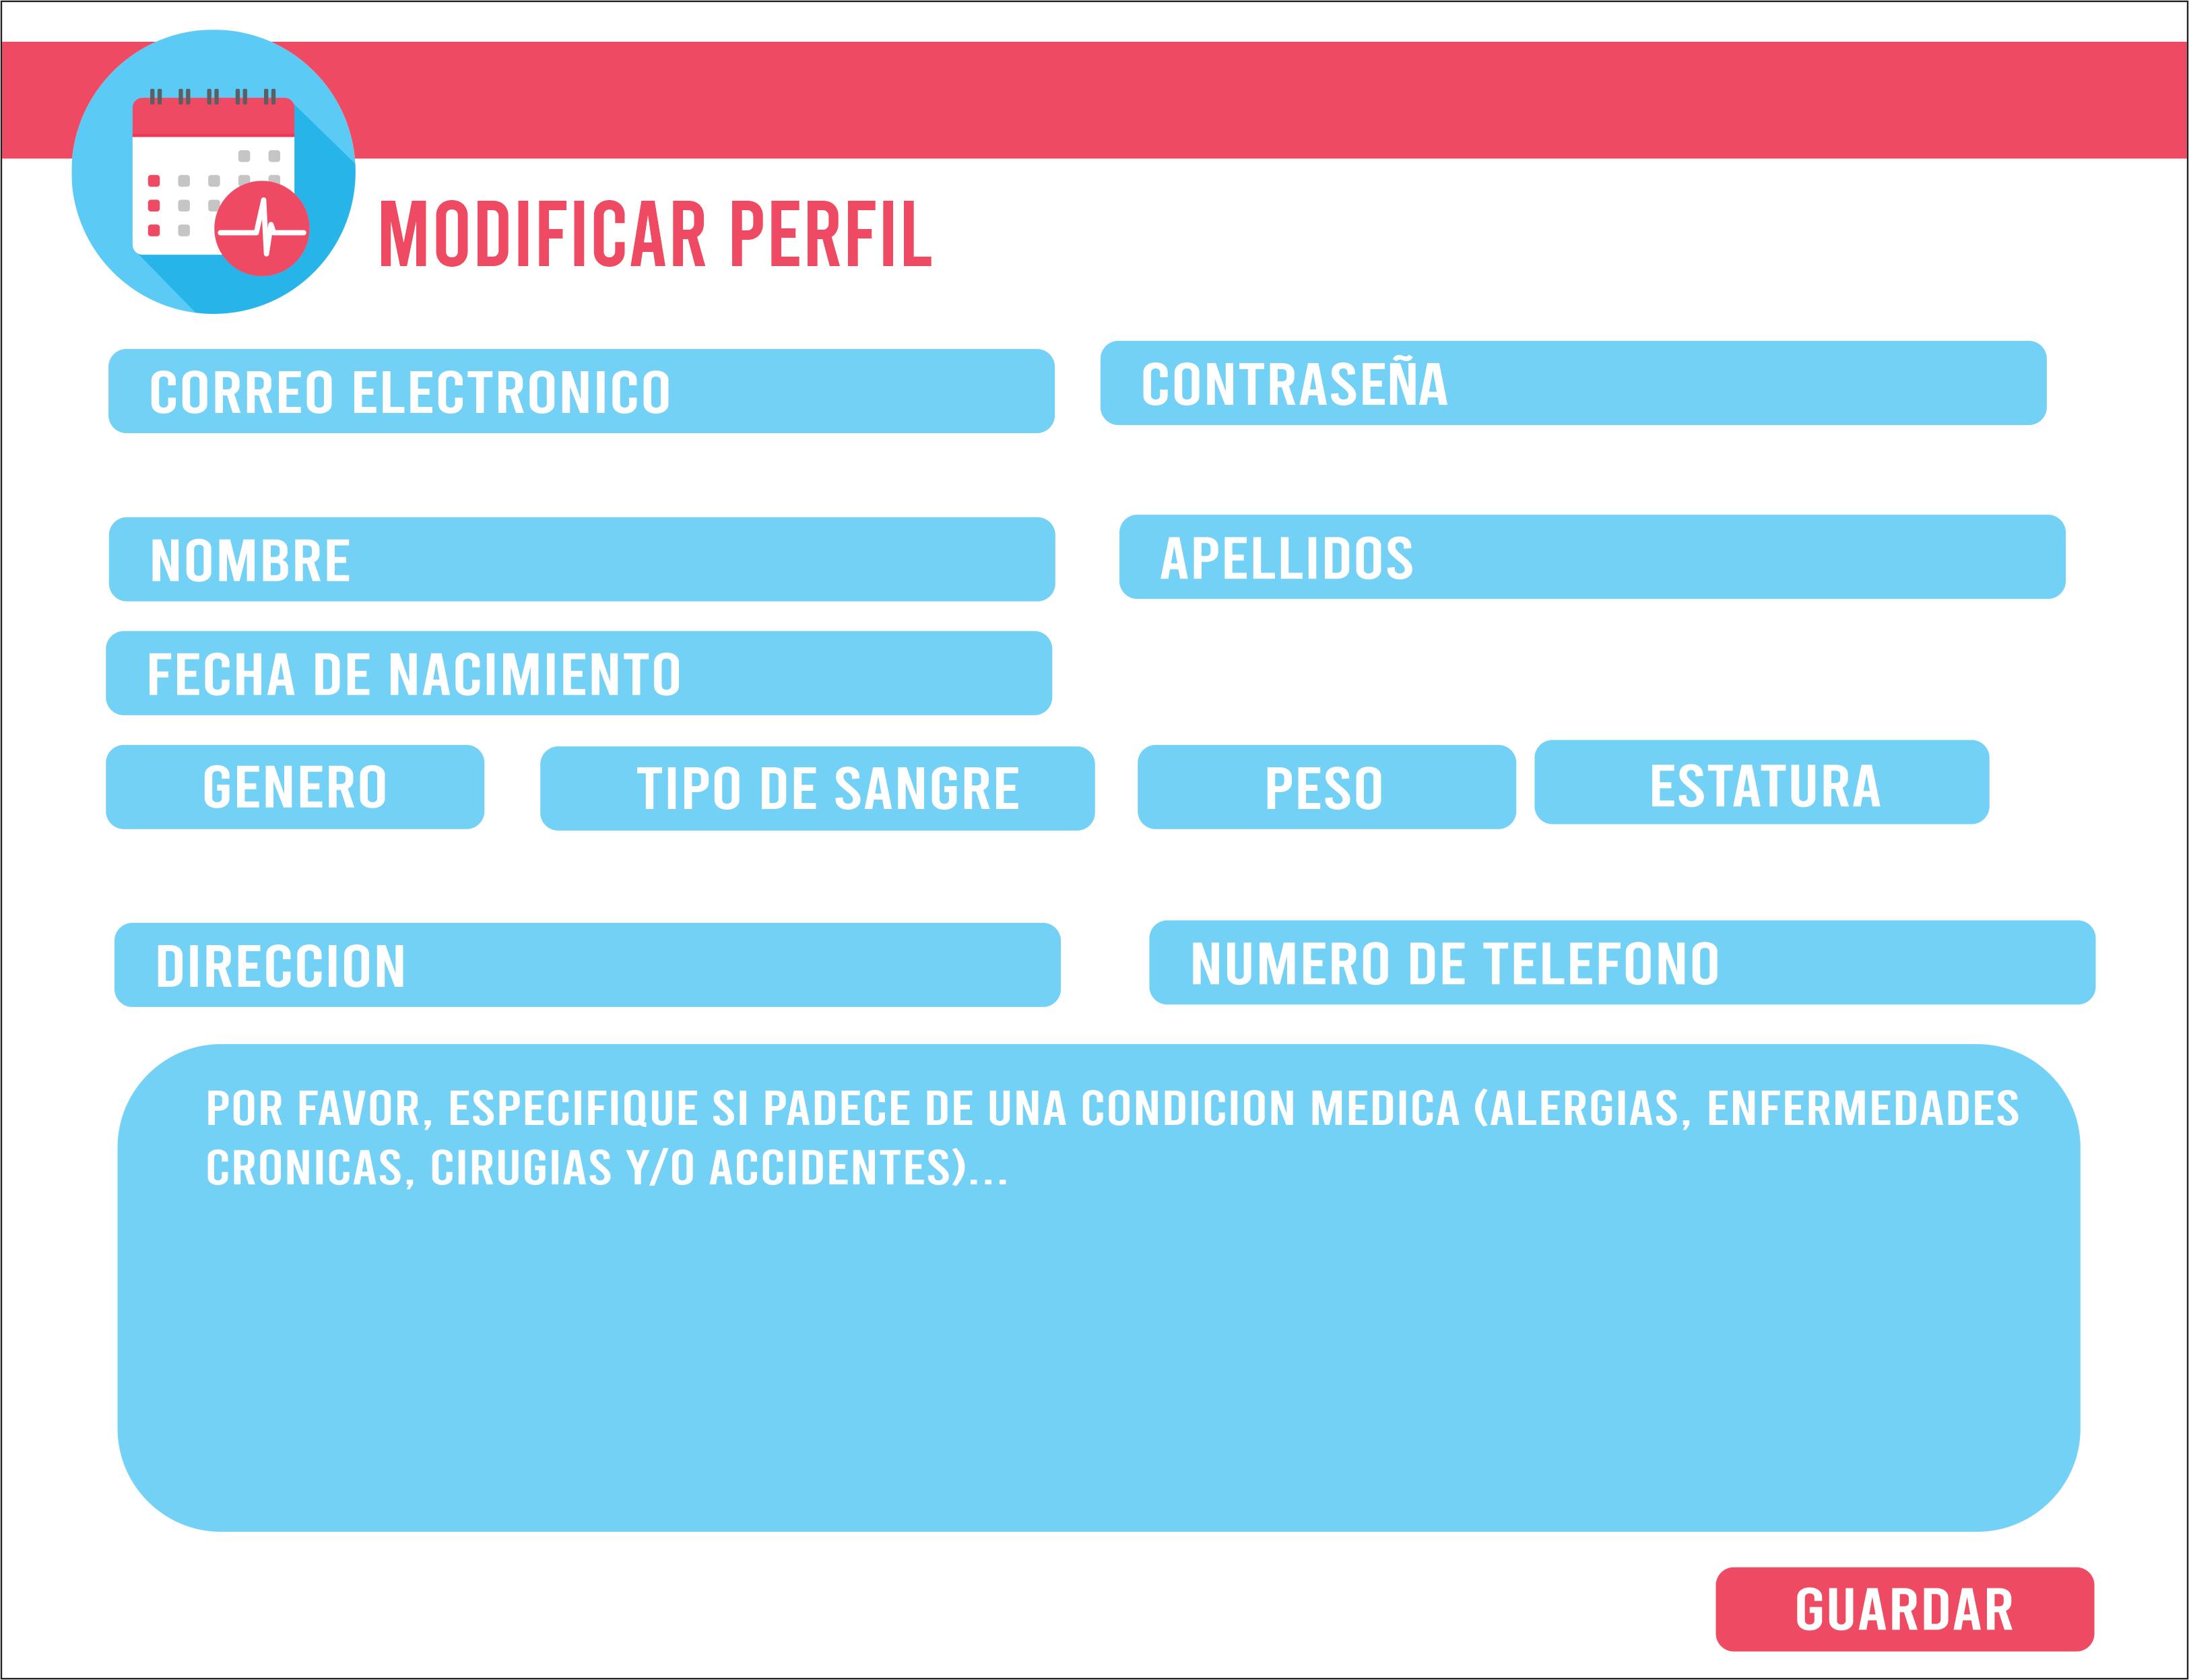 MODIFICAR PERFIL
CORREO ELECTRONICO
CONTRASEÑA
NOMBRE
APELLIDOS
FECHA DE NACIMIENTO
GENERO
TIPO DE SANGRE
PESO
ESTATURA
DIRECCION
NUMERO DE TELEFONO
POR FAVOR, ESPECIFIQUE SI PADECE DE UNA CONDICION MEDICA (ALERGIAS, ENFERMEDADES
CRONICAS, CIRUGIAS Y/O ACCIDENTES)...
GUARDAR